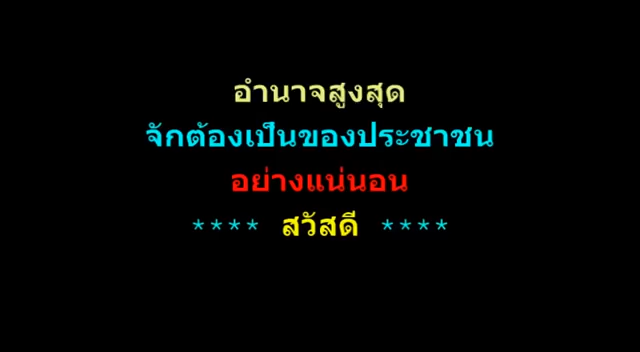 อำนาจสูงสุด
จักต้องเป็นของประชาชน
อย่างแน่นอน
**** สวัสดี ****